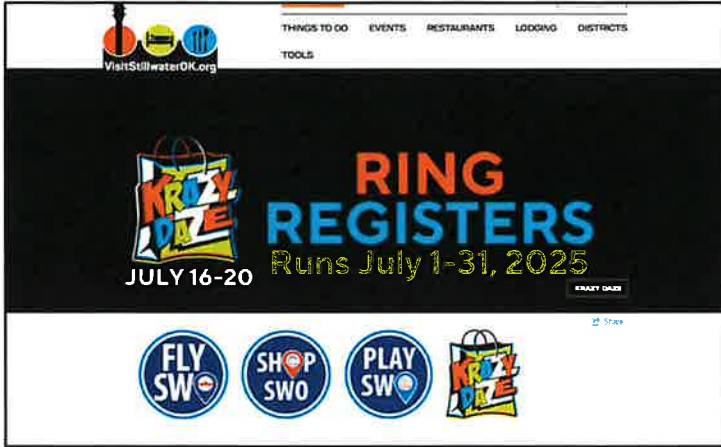 THINGS TO DO EVENTS RESTAURANTS LODGING DISTRICTS
TOOLS
VisitStillwaterOK.org
KRAZY
DAZE
JULY 16-20
RING
REGISTERS
Runs July 1-31, 2025
KRAZY DAZE
Share
FLY
SWO
SHOP
SWO
PLAY
SWO
KRAZY
DAZE